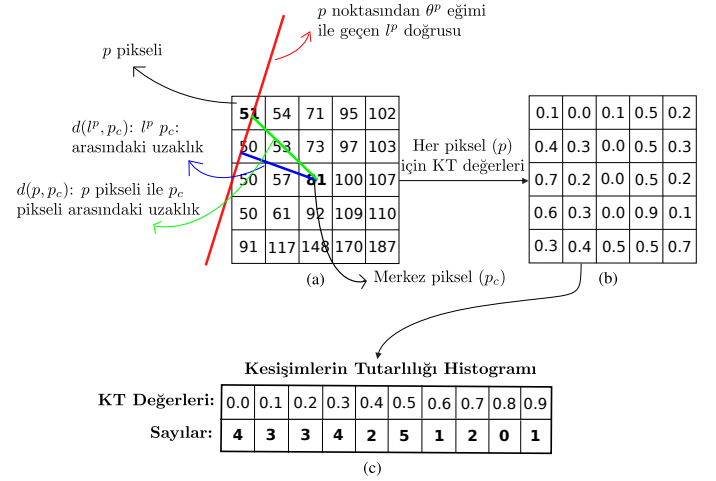 p noktasından θ^p eğimi
ile geçen l^p doğrusu
p pikseli
d(l^p, p_c): l^p p_c:
arasındaki uzaklık
d(p, p_c): p pikseli ile p_c
pikseli arasındaki uzaklık
51 54 71 95 102
50 53 73 97 103
50 57 81 100 107
50 61 92 109 110
91 117 148 170 187
(a)
Merkez piksel (p_c)
Her piksel (p)
için KT değerleri
0.1 0.0 0.1 0.5 0.2
0.4 0.3 0.0 0.5 0.3
0.7 0.2 0.0 0.5 0.2
0.6 0.3 0.0 0.9 0.1
0.3 0.4 0.5 0.5 0.7
(b)
Kesişimlerin Tutarlılığı Histogramı
KT Değerleri: 0.0 0.1 0.2 0.3 0.4 0.5 0.6 0.7 0.8 0.9
Sayılar: 4 3 3 4 2 5 1 2 0 1
(c)